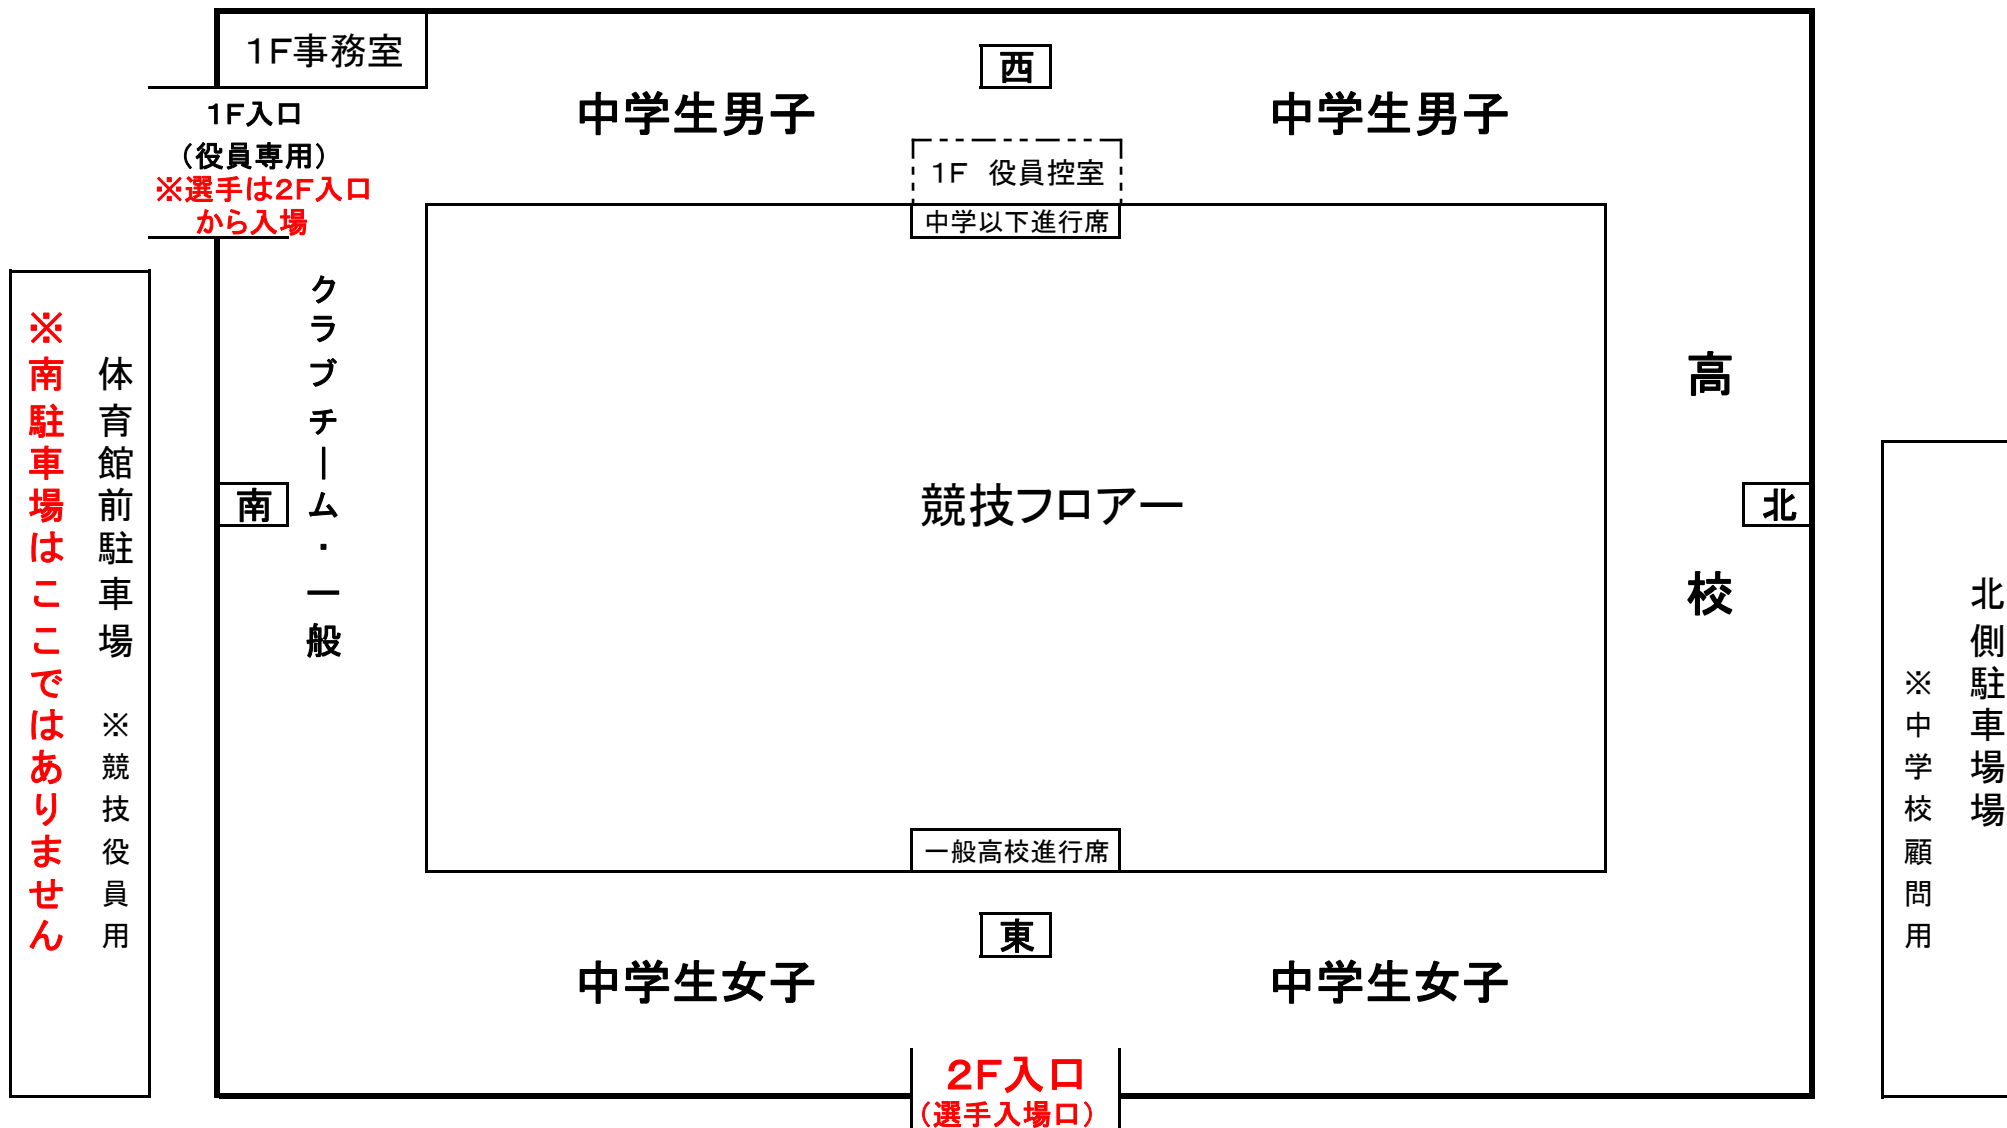 1F事務室
西
中学生男子
中学生男子
1F入口
(役員専用)
※選手は2F入口
から入場
1F 役員控室
中学以下進行席
クラブチーム・一般
※南駐車場はここではありません
体育館前駐車場 ※競技役員用
南
競技フロアー
高校
北
北側駐車場場
※中学校顧問用
一般高校進行席
東
中学生女子
中学生女子
2F入口
(選手入場口)